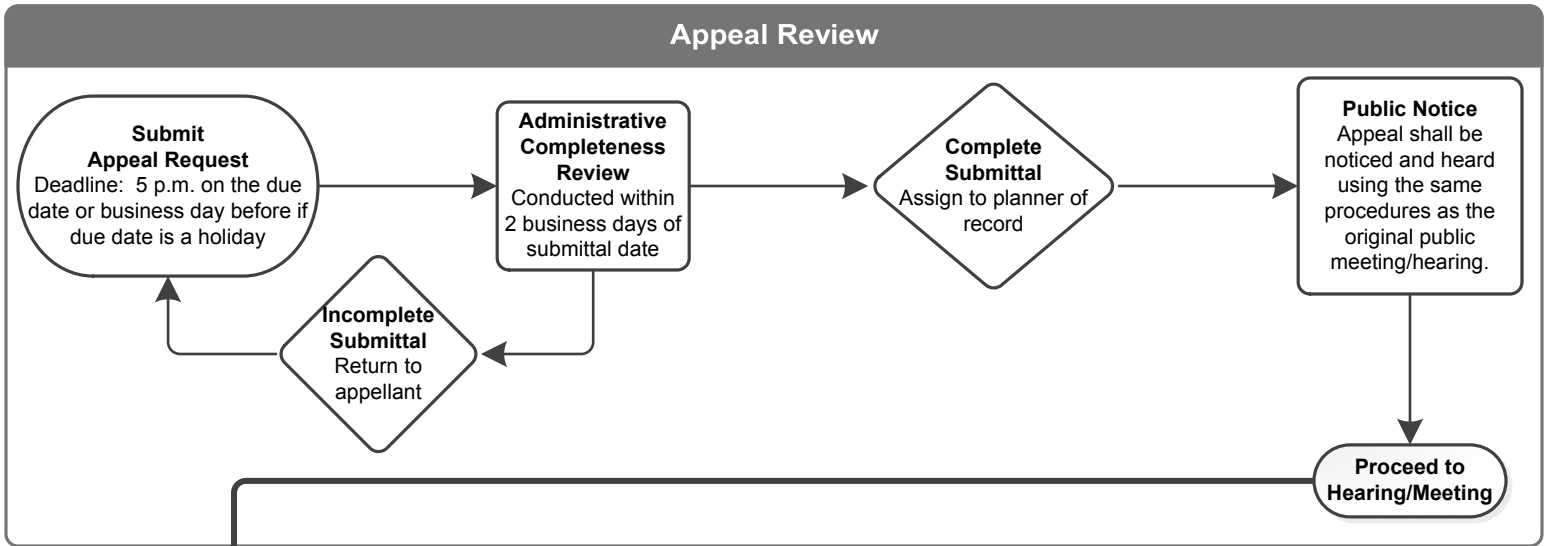 Appeal Review
Submit
Appeal Request
Deadline:  5 p.m. on the due
date or business day before if
due date is a holiday
Administrative
Completeness
Review
Conducted within
2 business days of
submittal date
Incomplete
Submittal
Return to
appellant
Complete
Submittal
Assign to planner of
record
Public Notice
Appeal shall be
noticed and heard
using the same
procedures as the
original public
meeting/hearing.
Proceed to
Hearing/Meeting